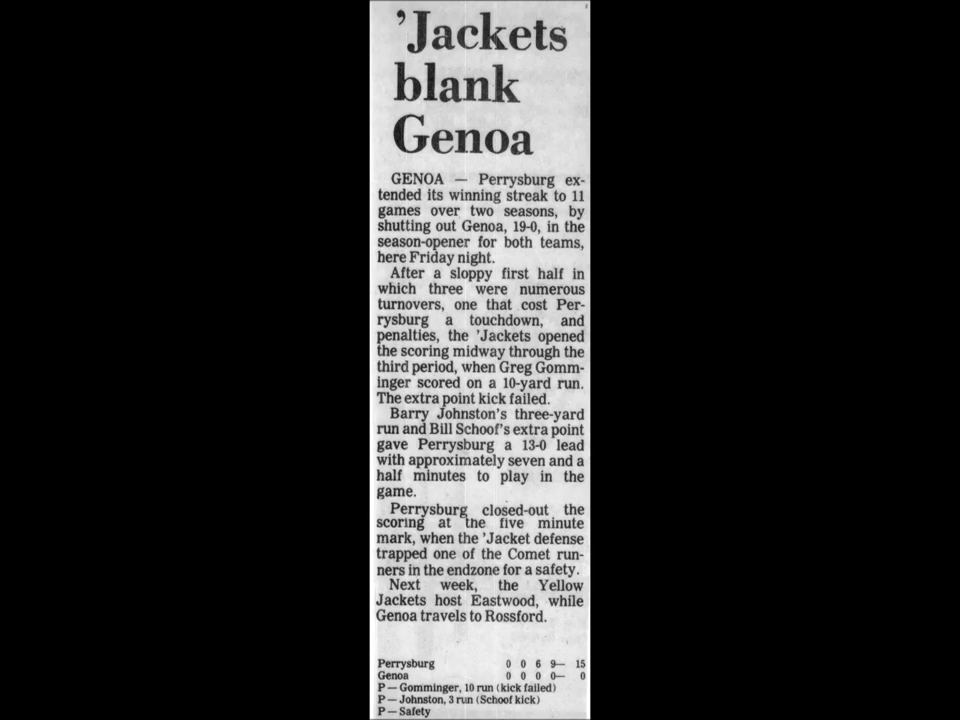 ’Jackets
blank
Genoa
GENOA — Perrysburg ex-
tended its winning streak to 11
games over two seasons, by
shutting out Genoa, 19-0, in the
season-opener for both teams,
here Friday night.
After a sloppy first half in
which three were numerous
turnovers, one that cost Per-
rysburg a touchdown, and
penalties, the ’Jackets opened
the scoring midway through the
third period, when Greg Gomm-
inger scored on a 10-yard run.
The extra point kick failed.
Barry Johnston’s three-yard
run and Bill Schoof’s extra point
gave Perrysburg a 13-0 lead
with approximately seven and a
half minutes to play in the
game.
Perrysburg closed-out the
scoring at the five minute
mark, when the ’Jacket defense
trapped one of the Comet run-
ners in the endzone for a safety.
Next week, the Yellow
Jackets host Eastwood, while
Genoa travels to Rossford.
Perrysburg 0 0 6 9— 15
Genoa 0 0 0 0— 0
P — Gomminger, 10 run (kick failed)
P — Johnston, 3 run (Schoof kick)
P — Safety